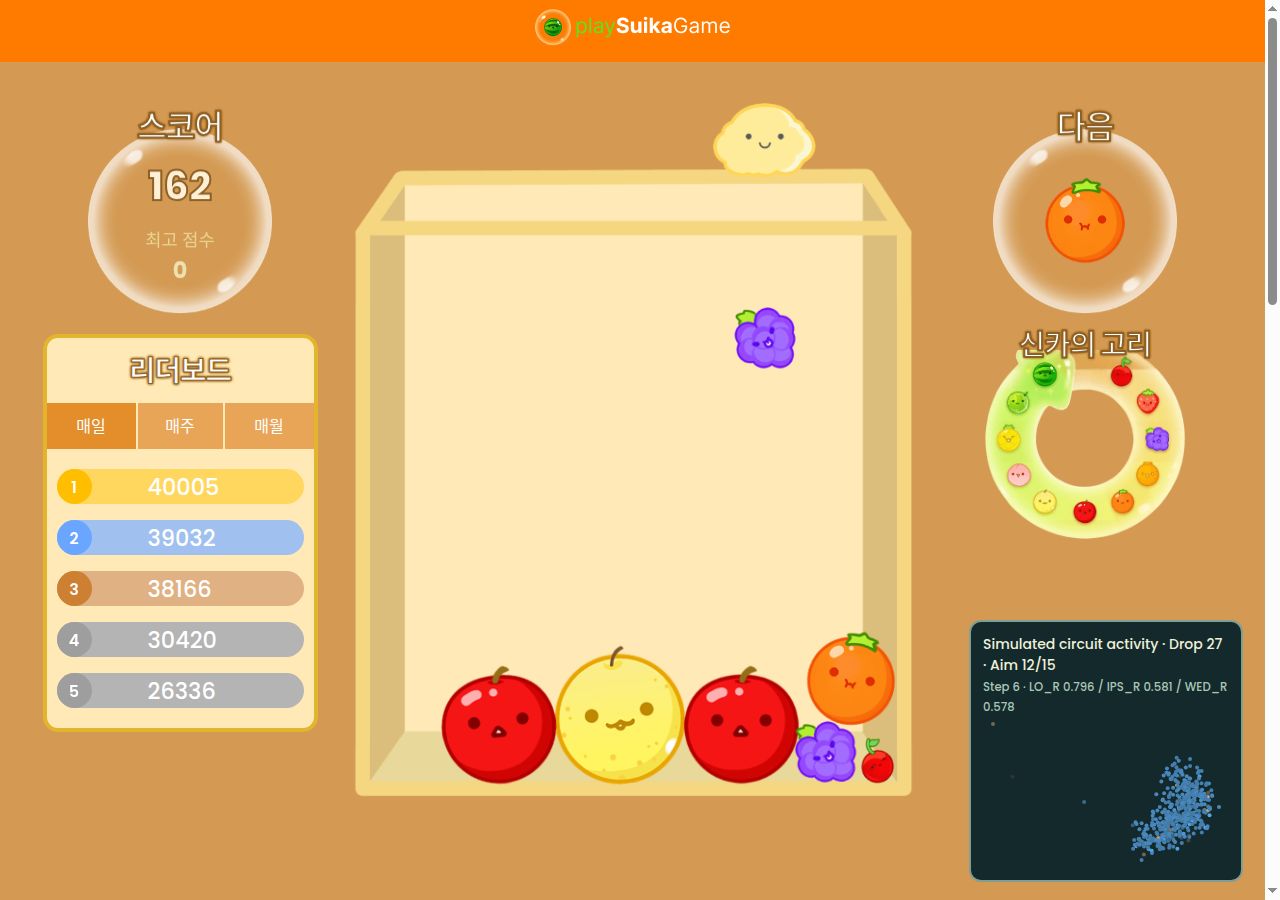 playSuikaGame
스코어
162
최고 점수
0
다음
신카의 고리
리더보드
매일 매주 매월
1 40005
2 39032
3 38166
4 30420
5 26336
Simulated circuit activity · Drop 27
· Aim 12/15
Step 6 · LO_R 0.796 / IPS_R 0.581 / WED_R
0.578